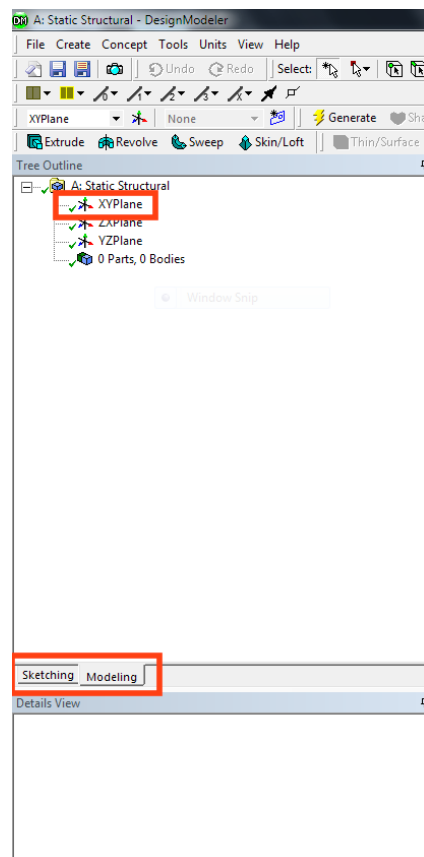 DM A: Static Structural - DesignModeler
File Create Concept Tools Units View Help
Undo Redo Select:
XYPlane None Generate
Extrude Revolve Sweep Skin/Loft Thin/Surface
Tree Outline
A: Static Structural
XYPlane
ZXPlane
YZPlane
0 Parts, 0 Bodies
Window Snip
Sketching Modeling
Details View